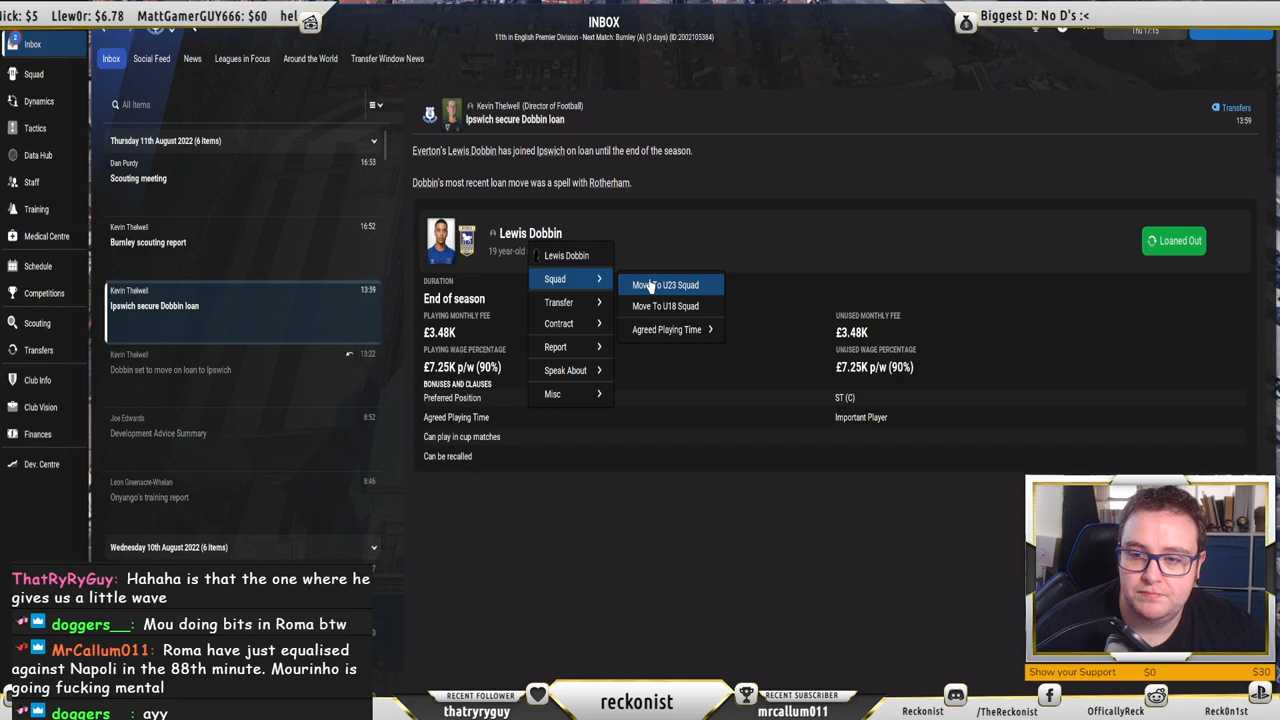 Nick: $5 Llew0r: $6.78 MattGamerGUY666: $60 hel
INBOX
11th in English Premier Division - Next Match: Burnley (A) (3 days) (ID:2002105384)
Biggest D: No D's :<
Thu 17:15
2
Inbox
Squad
Dynamics
Tactics
Data Hub
Staff
Training
Medical Centre
Schedule
Competitions
Scouting
Transfers
Club Info
Club Vision
Finances
Dev. Centre
Inbox Social Feed News Leagues in Focus Around the World Transfer Window News
All Items
Thursday 11th August 2022 (6 items)
Dan Purdy 16:53
Scouting meeting
Kevin Thelwell 16:52
Burnley scouting report
Kevin Thelwell 13:59
Ipswich secure Dobbin loan
Kevin Thelwell 13:22
Dobbin set to move on loan to Ipswich
Joe Edwards 8:52
Development Advice Summary
Leon Greenacre-Whelan 8:46
Onyango's training report
Wednesday 10th August 2022 (6 items)
Kevin Thelwell (Director of Football)
Ipswich secure Dobbin loan
Transfers
13:59
Everton's Lewis Dobbin has joined Ipswich on loan until the end of the season.
Dobbin's most recent loan move was a spell with Rotherham.
Lewis Dobbin
19 year-old
Loaned Out
Lewis Dobbin
Squad
Transfer
Contract
Report
Speak About
Misc
Move To U23 Squad
Move To U18 Squad
Agreed Playing Time
DURATION
End of season
PLAYING MONTHLY FEE
£3.48K
UNUSED MONTHLY FEE
£3.48K
PLAYING WAGE PERCENTAGE
£7.25K p/w (90%)
UNUSED WAGE PERCENTAGE
£7.25K p/w (90%)
BONUSES AND CLAUSES
Preferred Position ST (C)
Agreed Playing Time Important Player
Can play in cup matches
Can be recalled
ThatRyRyGuy: Hahaha is that the one where he
gives us a little wave
doggers__: Mou doing bits in Roma btw
MrCallum011: Roma have just equalised
against Napoli in the 88th minute. Mourinho is
going fucking mental
doggers : ayy
Show your Support $0 $30
RECENT FOLLOWER
thatryryguy
reckonist
RECENT SUBSCRIBER
mrcallum011
Reckonist
/TheReckonist
OfficallyReck
Reck0n1st